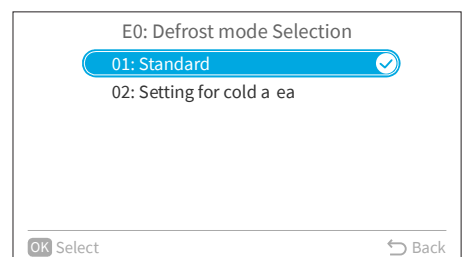 E0: Defrost mode Selection
01: Standard
02: Setting for cold a ea
OK Select
Back